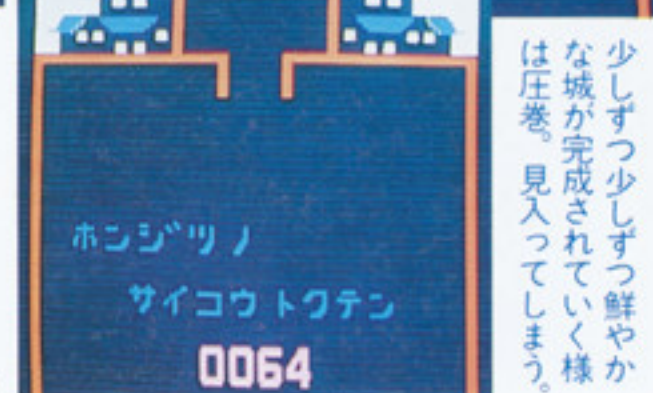 ホンジツノ
サイコウトクテン
0064
少しずつ少しずつ鮮やか
な城が完成されていく様
は圧巻。見入ってしまう。